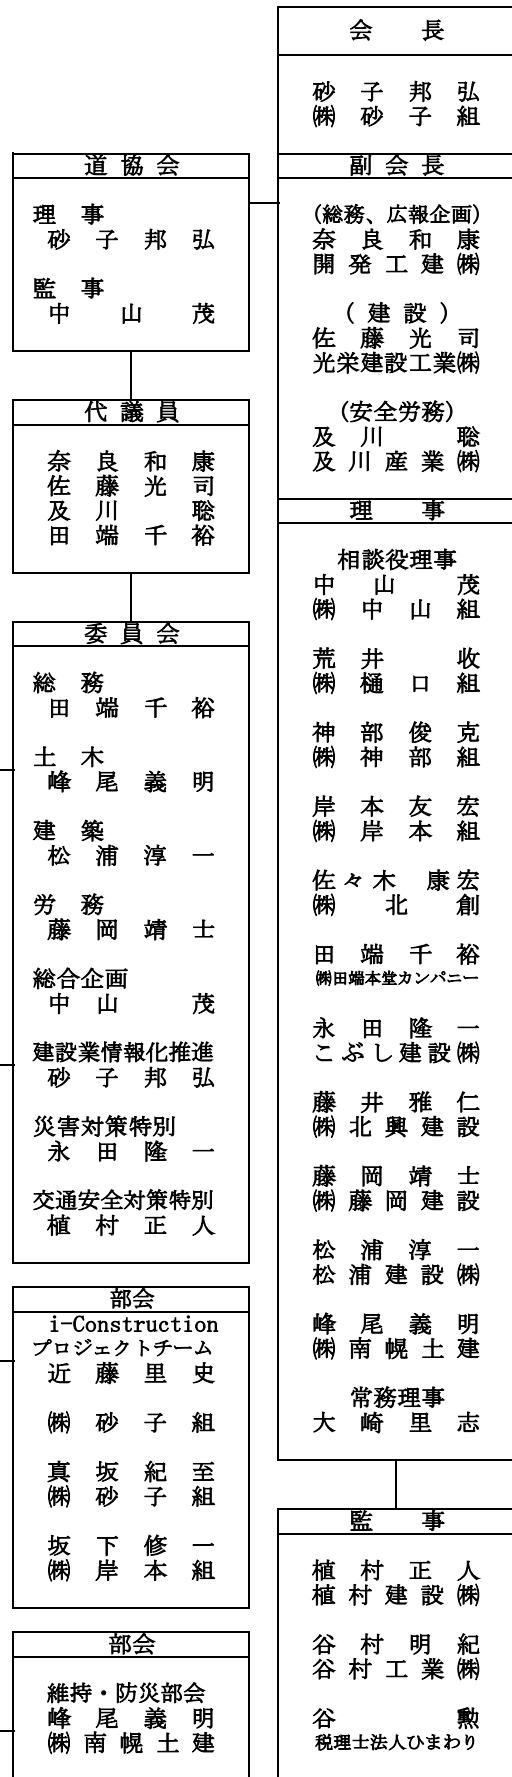 会　長
砂子邦弘
㈱砂子組
道協会
理事
砂子邦弘
監事
中山茂
代議員
奈良和康
佐藤光司
及川聡
田端千裕
委員会
総務
田端千裕
土木
峰尾義明
建築
松浦淳一
労務
藤岡靖士
総合企画
中山茂
建設業情報化推進
砂子邦弘
災害対策特別
永田隆一
交通安全対策特別
植村正人
部会
i-Construction
プロジェクトチーム
近藤里史
㈱砂子組
真坂紀至
㈱砂子組
坂下修一
㈱岸本組
部会
維持・防災部会
峰尾義明
㈱南幌土建
副会長
(総務、広報企画)
奈良和康
開発工建㈱
(建設)
佐藤光司
光栄建設工業㈱
(安全労務)
及川聡
及川産業㈱
理　事
相談役理事
中山茂
㈱中山組
荒井収
㈱樋口組
神部俊克
㈱神部組
岸本友宏
㈱岸本組
佐々木康宏
㈱北創
田端千裕
㈱田端本堂カンパニー
永田隆一
こぶし建設㈱
藤井雅仁
㈱北興建設
藤岡靖士
㈱藤岡建設
松浦淳一
松浦建設㈱
峰尾義明
㈱南幌土建
常務理事
大崎里志
監　事
植村正人
植村建設㈱
谷村明紀
谷村工業㈱
谷勲
税理士法人ひまわり